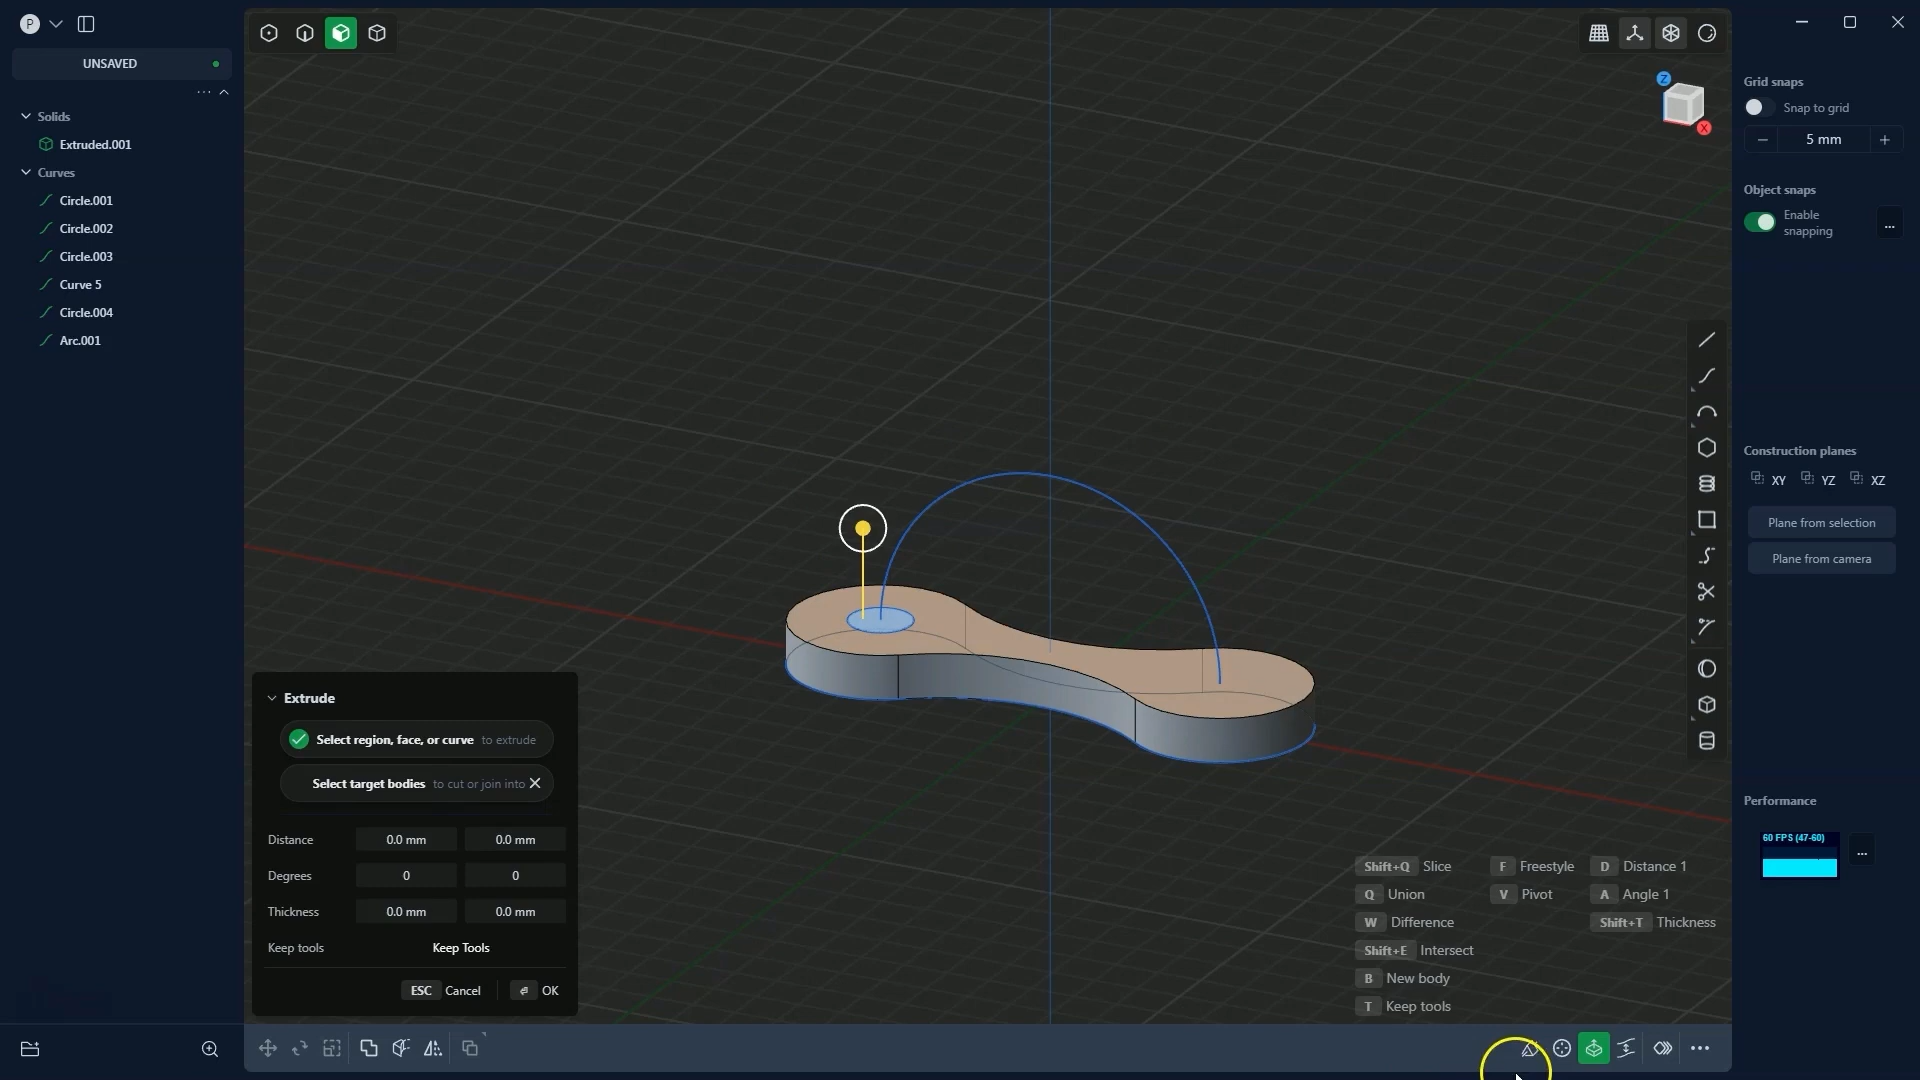 P
UNSAVED
Solids
Extruded.001
Curves
Circle.001
Circle.002
Circle.003
Curve 5
Circle.004
Arc.001
Z
X
Grid snaps
Snap to grid
5 mm
Object snaps
Enable
snapping
Construction planes
XY YZ XZ
Plane from selection
Plane from camera
Performance
60 FPS (47-60)
Extrude
Select region, face, or curve to extrude
Select target bodies to cut or join into
Distance 0.0 mm 0.0 mm
Degrees 0 0
Thickness 0.0 mm 0.0 mm
Keep tools Keep Tools
ESC Cancel OK
Shift+Q Slice F Freestyle D Distance 1
Q Union V Pivot A Angle 1
W Difference Shift+T Thickness
Shift+E Intersect
B New body
T Keep tools